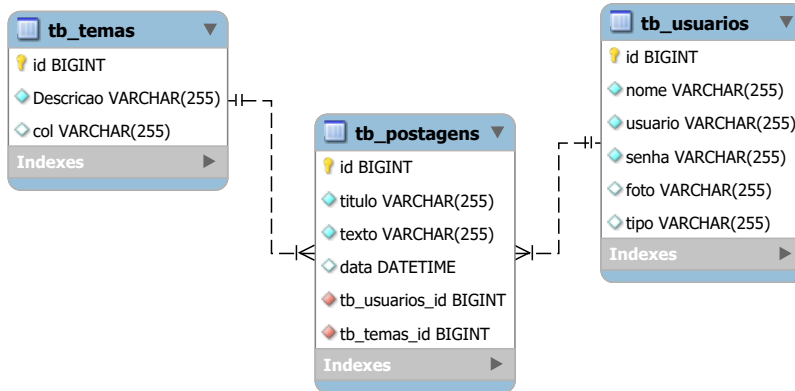 tb_temas
id BIGINT
Descricao VARCHAR(255)
col VARCHAR(255)
Indexes
tb_postagens
id BIGINT
titulo VARCHAR(255)
texto VARCHAR(255)
data DATETIME
tb_usuarios_id BIGINT
tb_temas_id BIGINT
Indexes
tb_usuarios
id BIGINT
nome VARCHAR(255)
usuario VARCHAR(255)
senha VARCHAR(255)
foto VARCHAR(255)
tipo VARCHAR(255)
Indexes